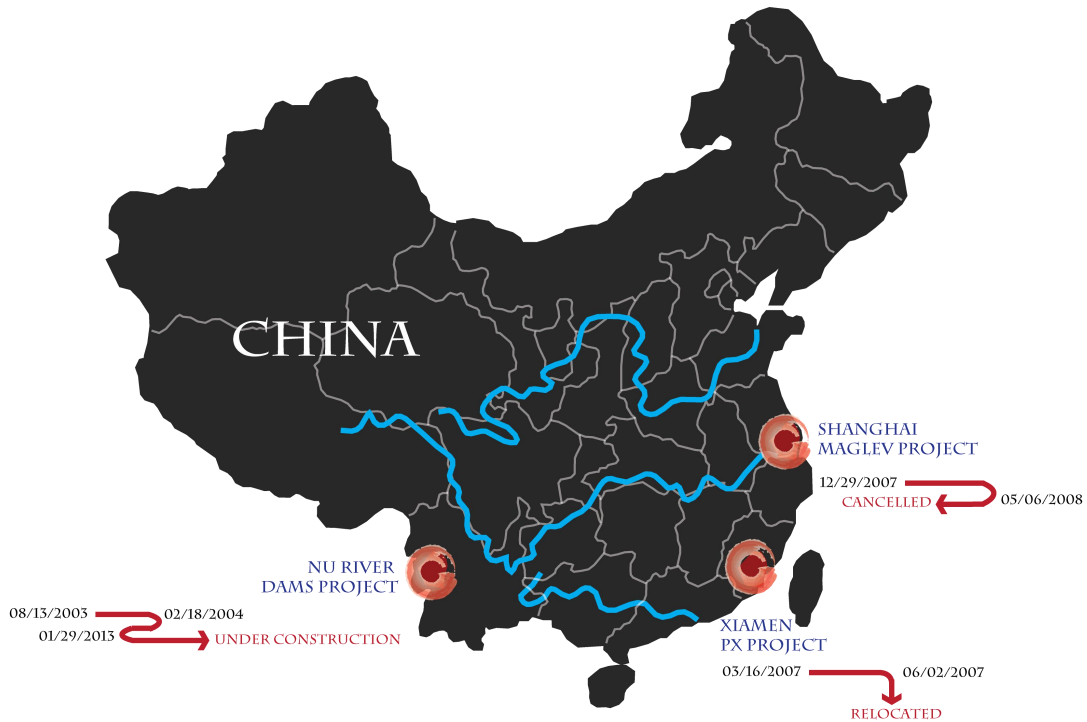 CHINA
SHANGHAI
MAGLEV PROJECT
12/29/2007
CANCELLED
05/06/2008
NU RIVER
DAMS PROJECT
08/13/2003
02/18/2004
01/29/2013
UNDER CONSTRUCTION
XIAMEN
PX PROJECT
03/16/2007
06/02/2007
RELOCATED